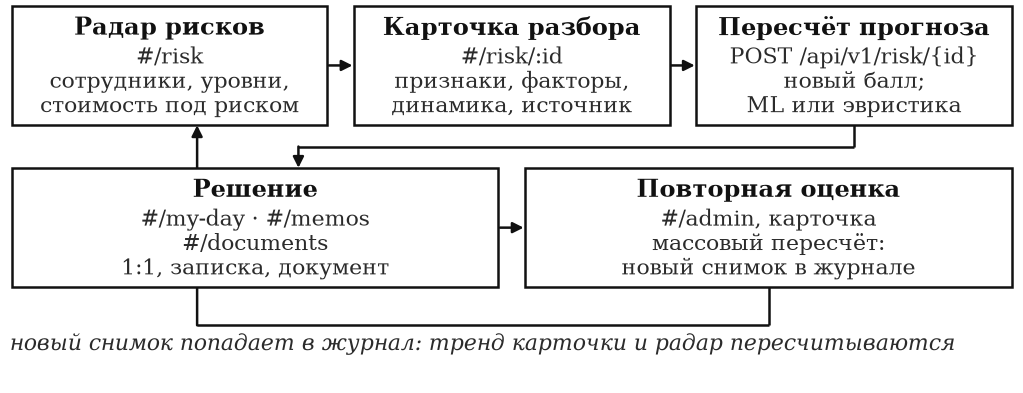 Радар рисков
#/risk
сотрудники, уровни,
стоимость под риском
Карточка разбора
#/risk/:id
признаки, факторы,
динамика, источник
Пересчёт прогноза
POST /api/v1/risk/{id}
новый балл;
ML или эвристика
Решение
#/my-day · #/memos
#/documents
1:1, записка, документ
Повторная оценка
#/admin, карточка
массовый пересчёт:
новый снимок в журнале
новый снимок попадает в журнал: тренд карточки и радар пересчитываются